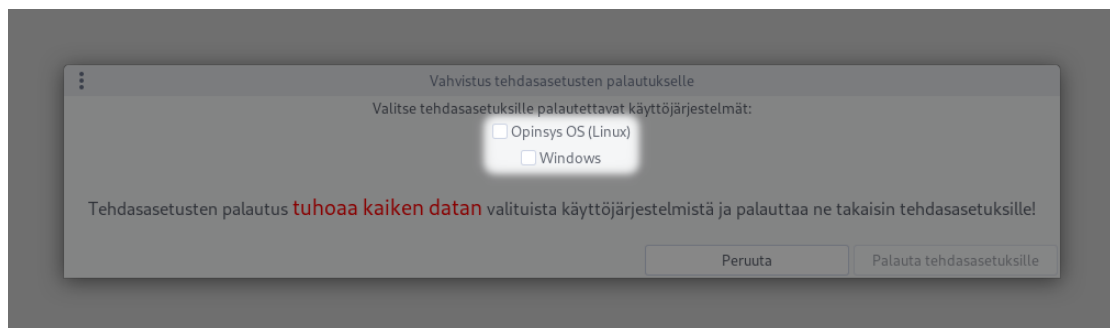 Vahvistus tehdasasetusten palautukselle
Valitse tehdasasetuksille palautettavat käyttöjärjestelmät:
Opinsys OS (Linux)
Windows
Tehdasasetusten palautus tuhoaa kaiken datan valituista käyttöjärjestelmistä ja palauttaa ne takaisin tehdasasetuksille!
Peruuta Palauta tehdasasetuksille